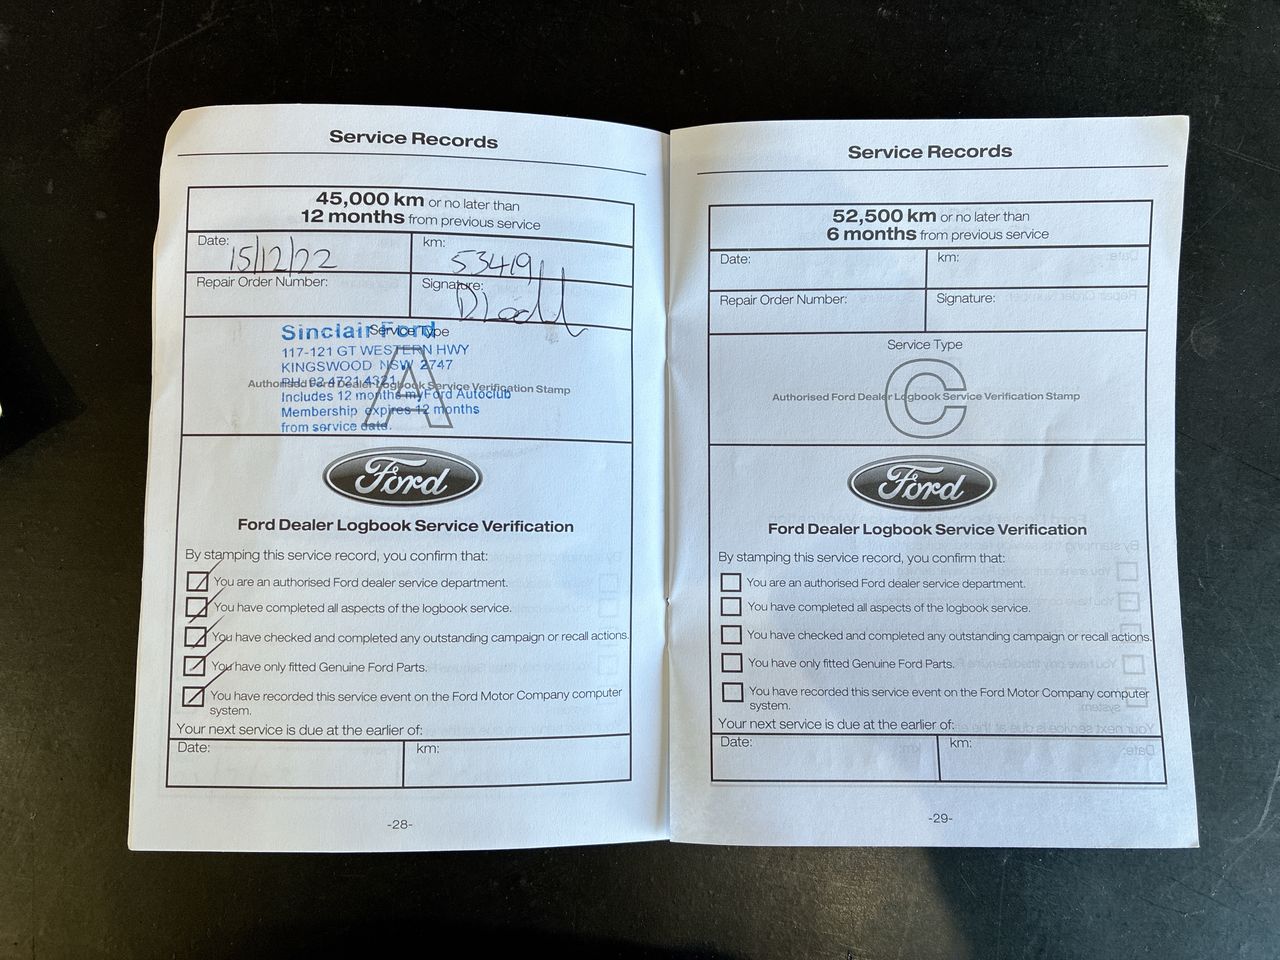 Service Records
45,000 km or no later than
12 months from previous service
Date: 15/12/22
km: 53419
Repair Order Number:
Signature:
Service Type
A
Authorised Ford Dealer Logbook Service Verification Stamp
Sinclair Ford
117-121 GT WESTERN HWY
KINGSWOOD NSW 2747
PH: 02 4721 4321
Includes 12 months myFord Autoclub
Membership expires 12 months
from service date.
Ford
Ford Dealer Logbook Service Verification
By stamping this service record, you confirm that:
You are an authorised Ford dealer service department.
You have completed all aspects of the logbook service.
You have checked and completed any outstanding campaign or recall actions.
You have only fitted Genuine Ford Parts.
You have recorded this service event on the Ford Motor Company computer
system.
Your next service is due at the earlier of:
Date:
km:
-28-
Service Records
52,500 km or no later than
6 months from previous service
Date:
km:
Repair Order Number:
Signature:
Service Type
C
Authorised Ford Dealer Logbook Service Verification Stamp
Ford
Ford Dealer Logbook Service Verification
By stamping this service record, you confirm that:
You are an authorised Ford dealer service department.
You have completed all aspects of the logbook service.
You have checked and completed any outstanding campaign or recall actions.
You have only fitted Genuine Ford Parts.
You have recorded this service event on the Ford Motor Company computer
system.
Your next service is due at the earlier of:
Date:
km:
-29-